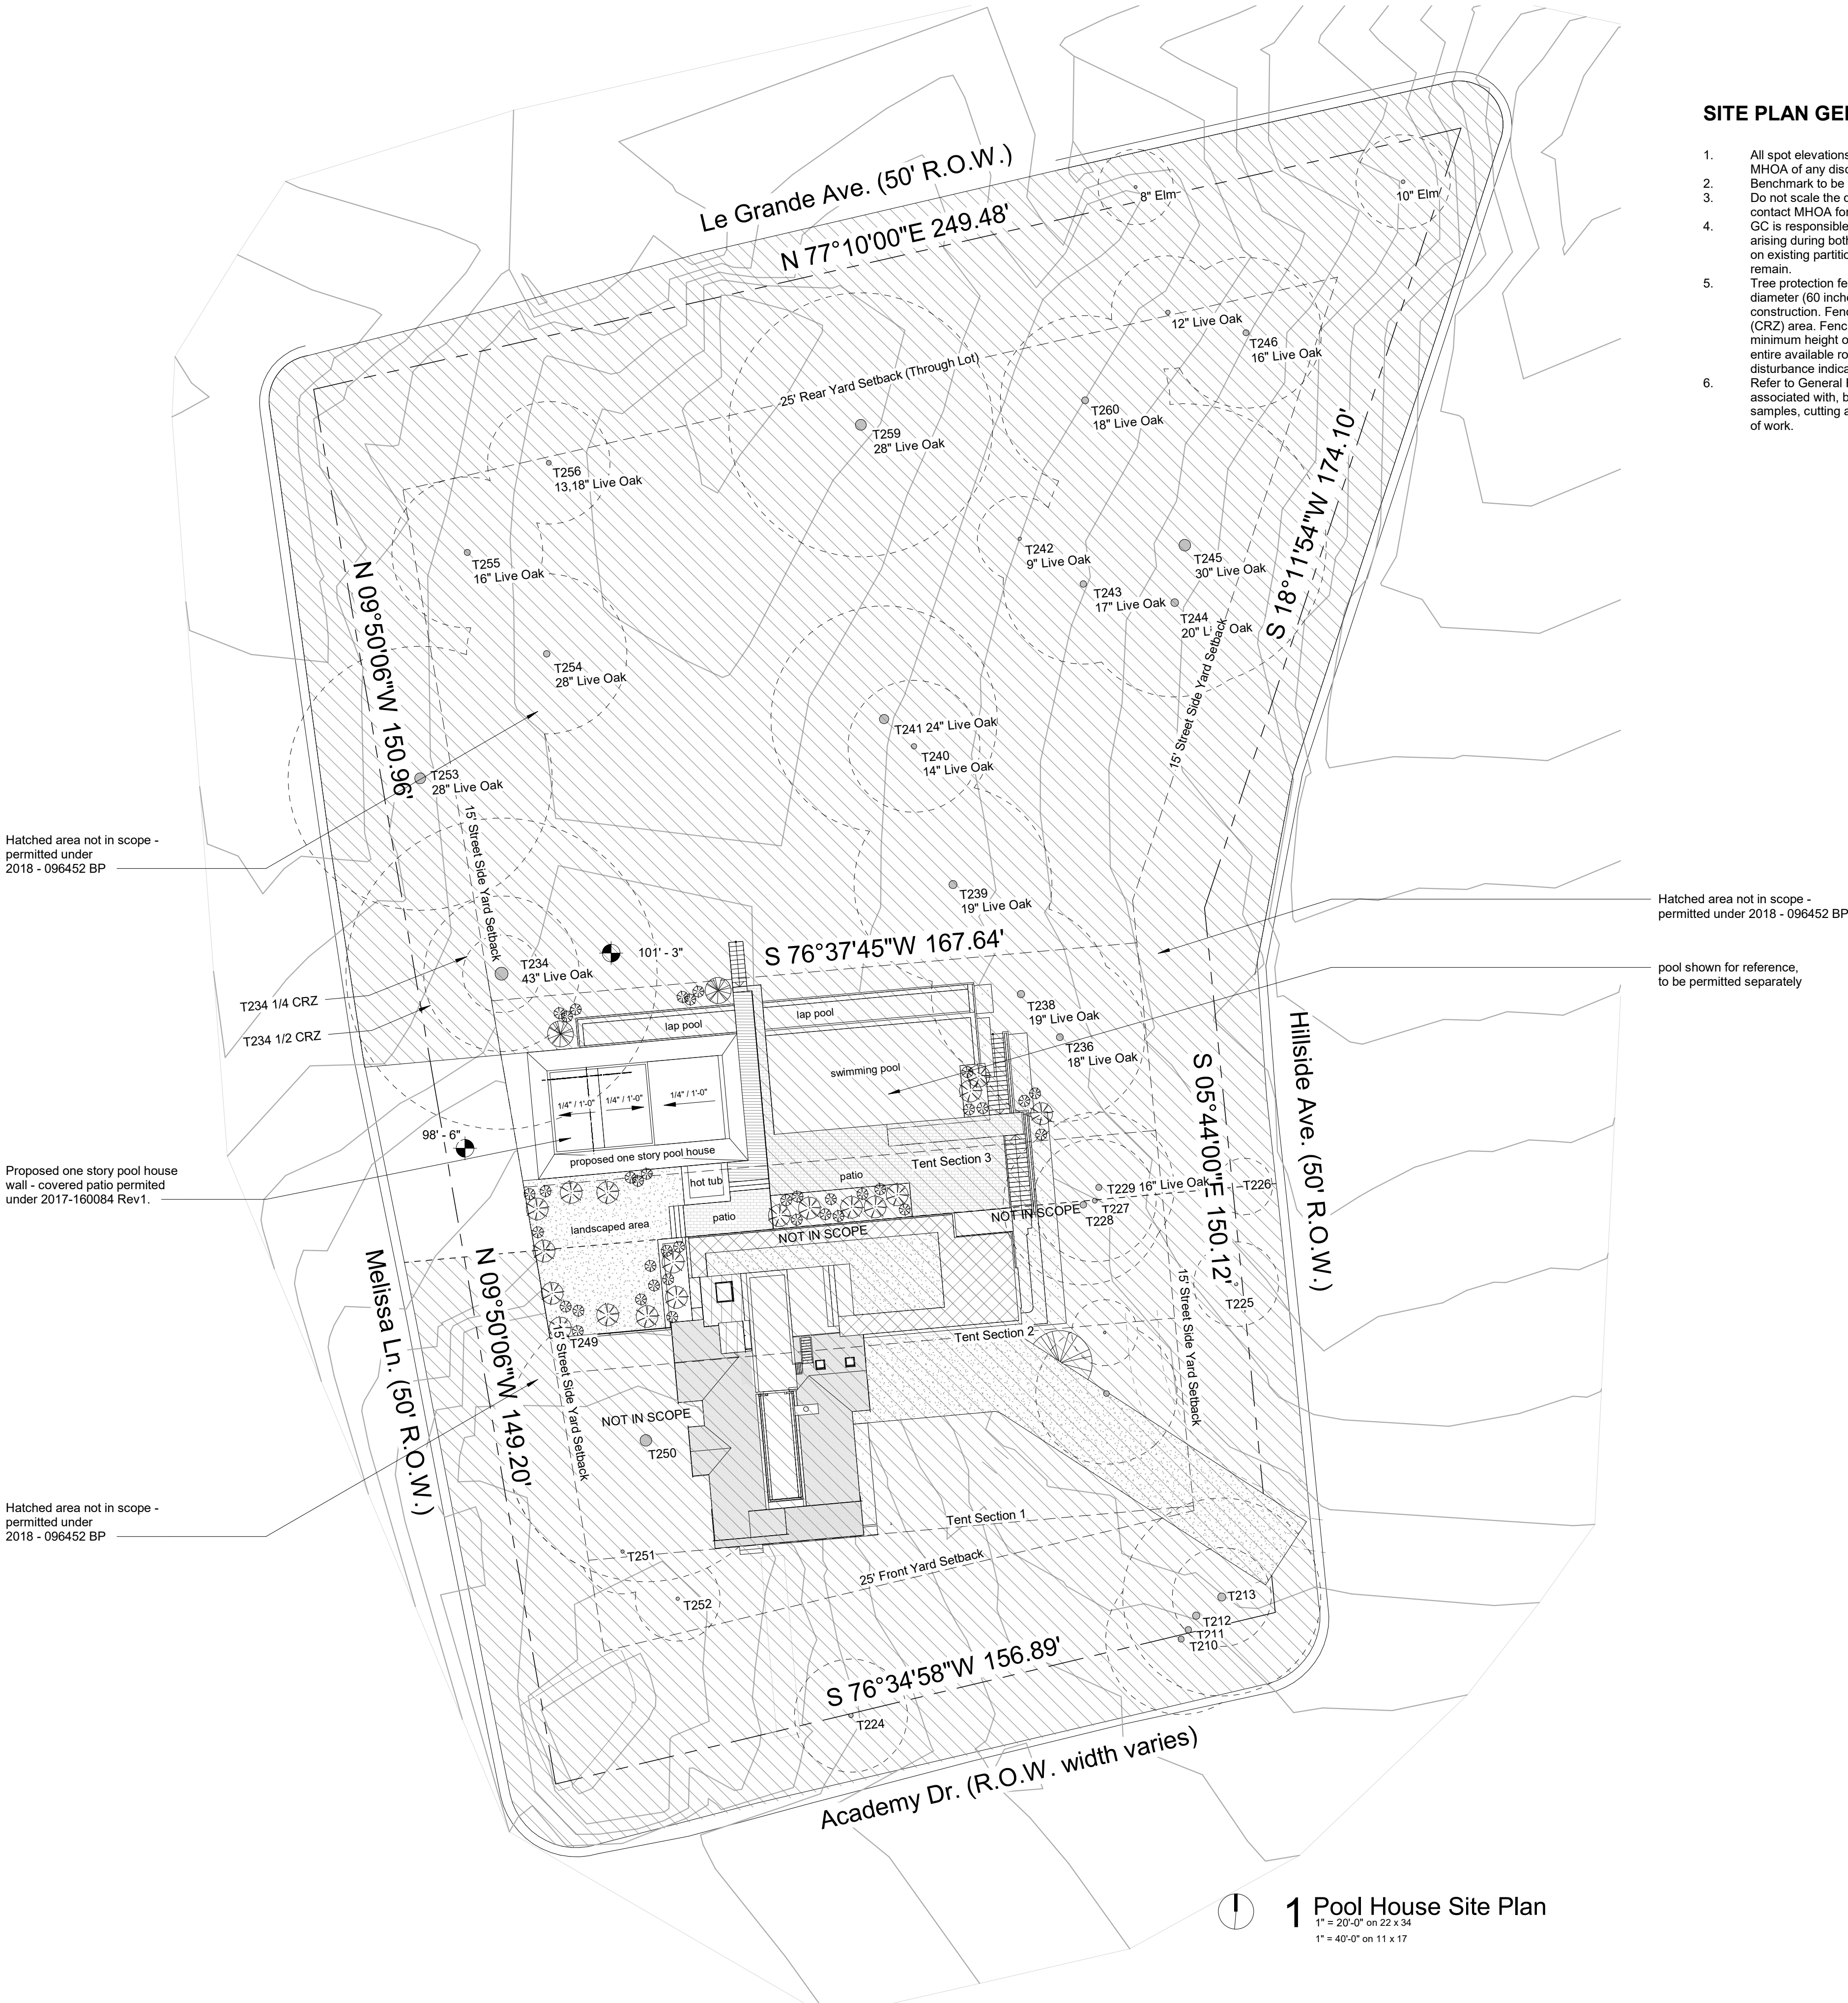 SITE PLAN
1. All spot elevations
MHOA of any
2. Benchmark to be
3. Do not scale the
contact MHOA for
4. GC is responsible
arising during both
on existing
remain.
5. Tree protection
diameter (60
construction.
(CRZ) area.
minimum height
entire available
disturbance
6. Refer to General
associated with,
samples, cutting
of work.
Le Grande Ave. (50' R.O.W.)
N 77°10'00"E 249.48'
8" Elm
10" Elm
12" Live Oak
T246
16" Live Oak
25' Rear Yard Setback (Through Lot)
T260
18" Live Oak
T259
28" Live Oak
T256
13,18" Live Oak
S 18°11'54"W 174.10'
T255
16" Live Oak
T242
9" Live Oak
T245
30" Live Oak
T243
17" Live Oak
T244
20" Oak
N 09°50'06"W 150.96'
T254
28" Live Oak
15' Street Side Yard Setback
T241 24" Live Oak
T240
14" Live Oak
T253
28" Live Oak
15' Street Side Yard Setback
Hatched area not in scope -
permitted under
2018 - 096452 BP
T239
19" Live Oak
Hatched area not in scope -
permitted under 2018 - 096452 BP
S 76°37'45"W 167.64'
101' - 3"
T234
43" Live Oak
pool shown for reference,
to be permitted separately
T234 1/4 CRZ
T234 1/2 CRZ
T238
19" Live Oak
lap pool
lap pool
T236
18" Live Oak
swimming pool
1/4" / 1'-0"
1/4" / 1'-0"
1/4" / 1'-0"
98' - 6"
proposed one story pool house
Proposed one story pool house
wall - covered patio permited
under 2017-160084 Rev1.
Tent Section 3
hot tub
patio
T229 16" Live Oak
T226
T227
T228
S 05°44'00"E 150.12'
Hillside Ave. (50' R.O.W.)
patio
landscaped area
NOT IN SCOPE
NOT IN SCOPE
T225
15' Street Side Yard Setback
Melissa Ln. (50' R.O.W.)
N 09°50'06"W 149.20'
T249
15' Street Side Yard Setback
Tent Section 2
NOT IN SCOPE
T250
Hatched area not in scope -
permitted under
2018 - 096452 BP
Tent Section 1
T251
25' Front Yard Setback
T252
T213
T212
T211
T210
S 76°34'58"W 156.89'
T224
Academy Dr. (R.O.W. width varies)
1 Pool House Site Plan
1" = 20'-0" on 22 x 34
1" = 40'-0" on 11 x 17